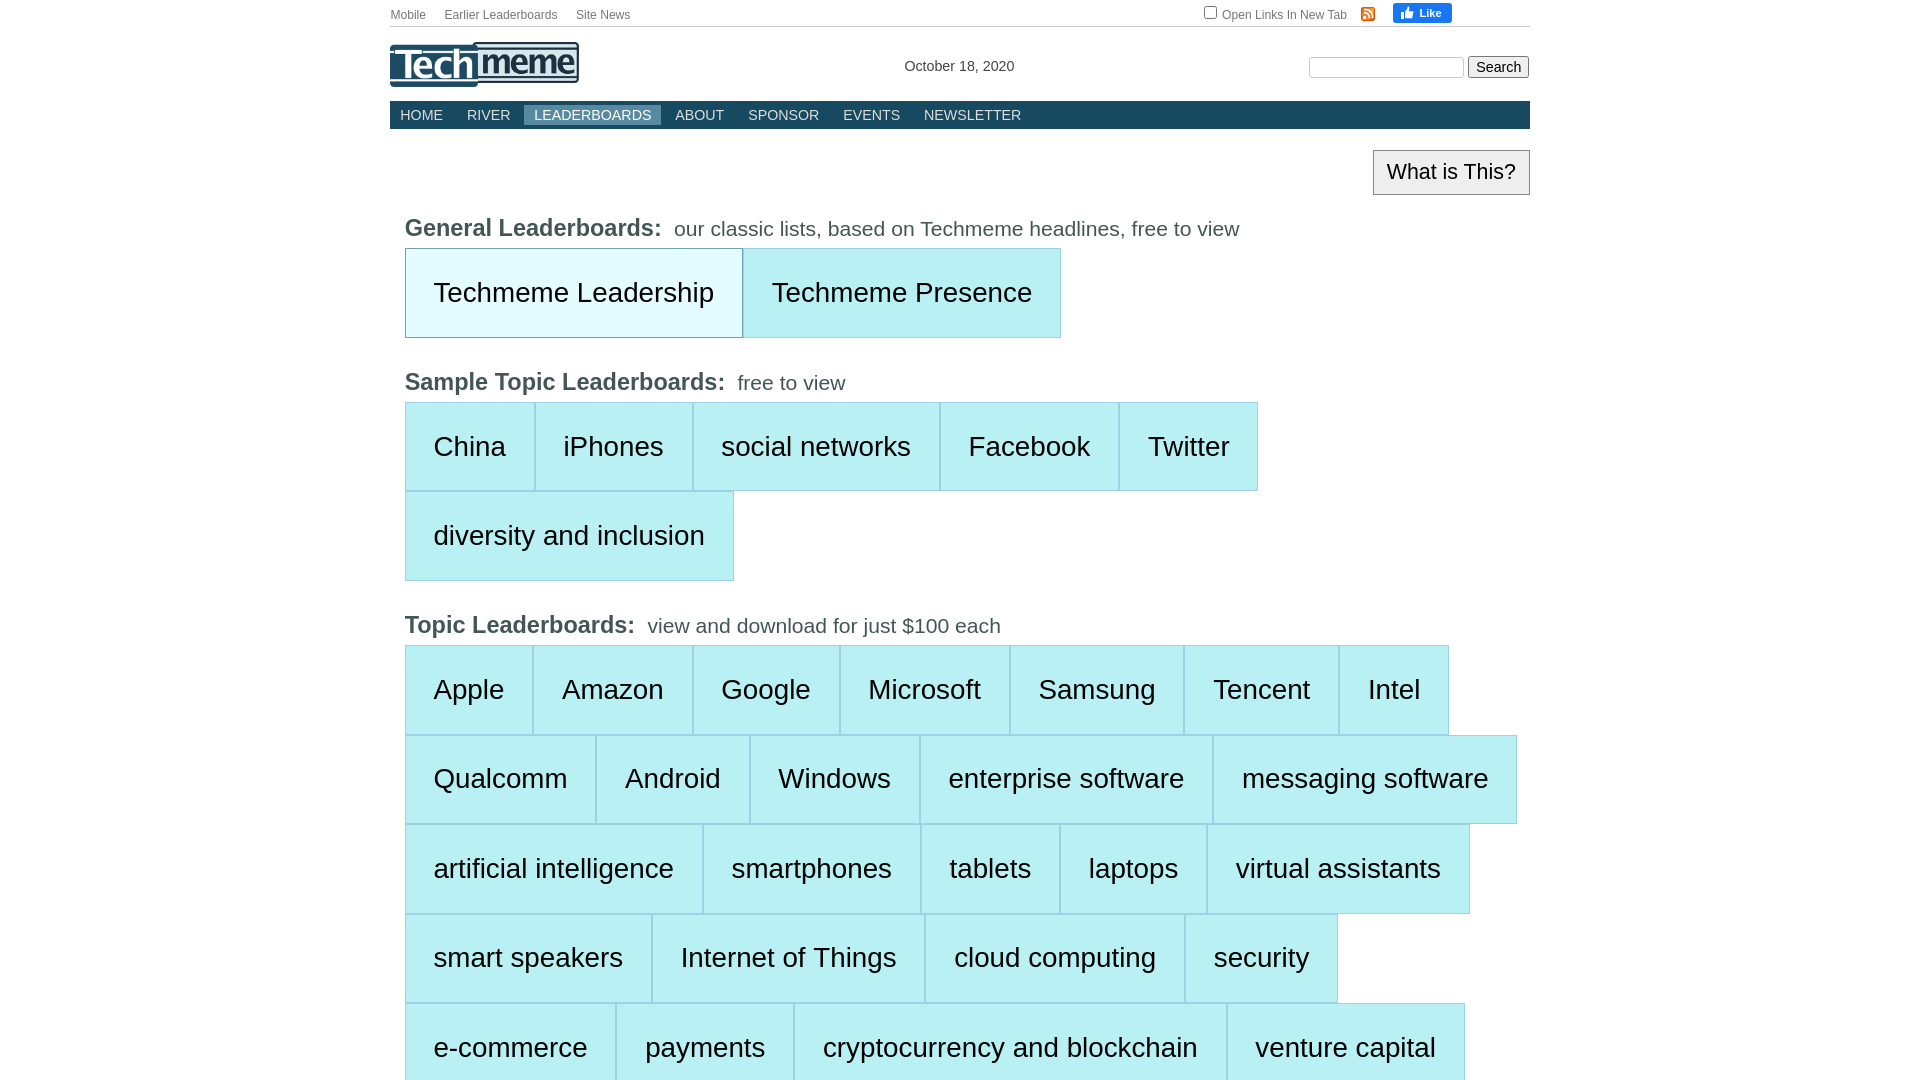 Mobile Earlier Leaderboards Site News Open Links In New Tab Like
Techmeme October 18, 2020 Search
HOME RIVER LEADERBOARDS ABOUT SPONSOR EVENTS NEWSLETTER
What is This?
General Leaderboards: our classic lists, based on Techmeme headlines, free to view
Techmeme Leadership Techmeme Presence
Sample Topic Leaderboards: free to view
China iPhones social networks Facebook Twitter
diversity and inclusion
Topic Leaderboards: view and download for just $100 each
Apple Amazon Google Microsoft Samsung Tencent Intel
Qualcomm Android Windows enterprise software messaging software
artificial intelligence smartphones tablets laptops virtual assistants
smart speakers Internet of Things cloud computing security
e-commerce payments cryptocurrency and blockchain venture capital